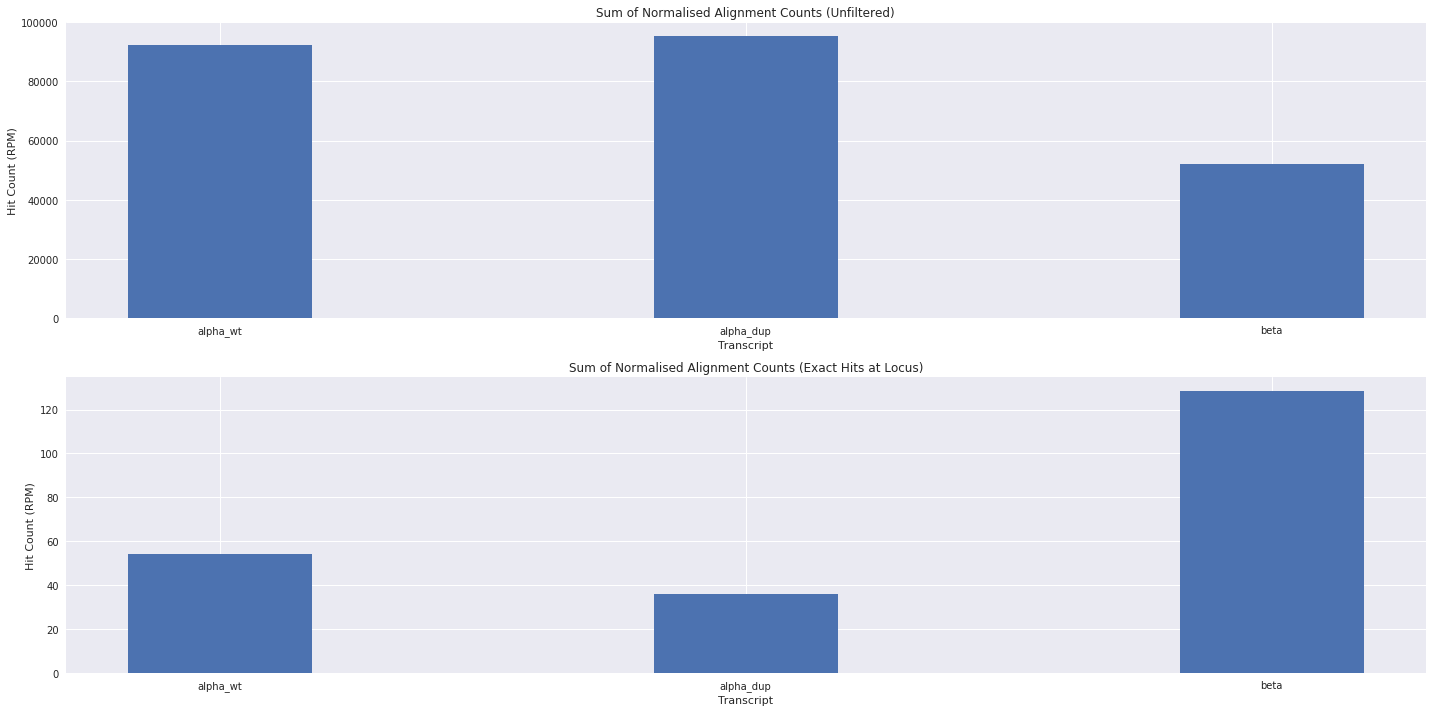 Sum of Normalised Alignment Counts (Unfiltered)
100000
80000
60000
40000
20000
0
Hit Count (RPM)
alpha_wt alpha_dup beta
Transcript
Sum of Normalised Alignment Counts (Exact Hits at Locus)
120
100
80
60
40
20
0
Hit Count (RPM)
alpha_wt alpha_dup beta
Transcript